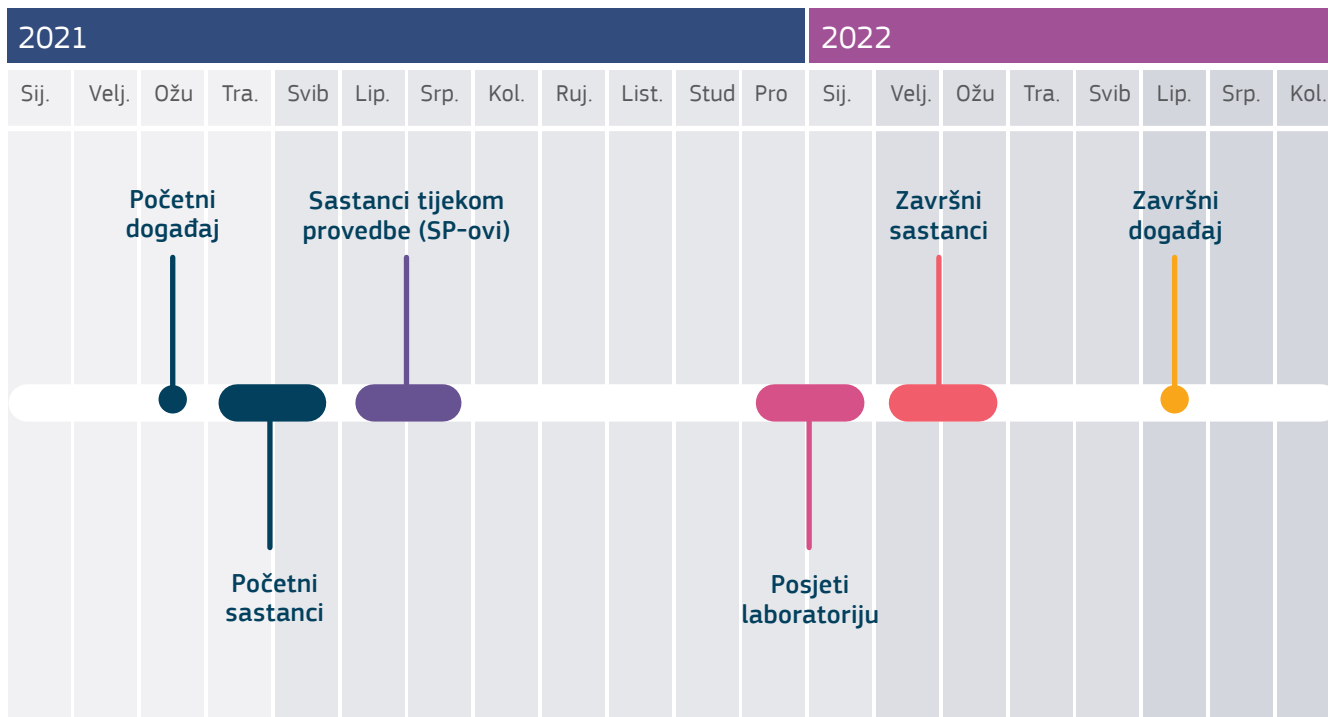 2021 2022
Sij. Velj. Ožu Tra. Svib Lip. Srp. Kol. Ruj. List. Stud Pro Sij. Velj. Ožu Tra. Svib Lip. Srp. Kol.
Početni
događaj
Sastanci tijekom
provedbe (SP-ovi)
Završni
sastanci
Završni
događaj
Početni
sastanci
Posjeti
laboratoriju